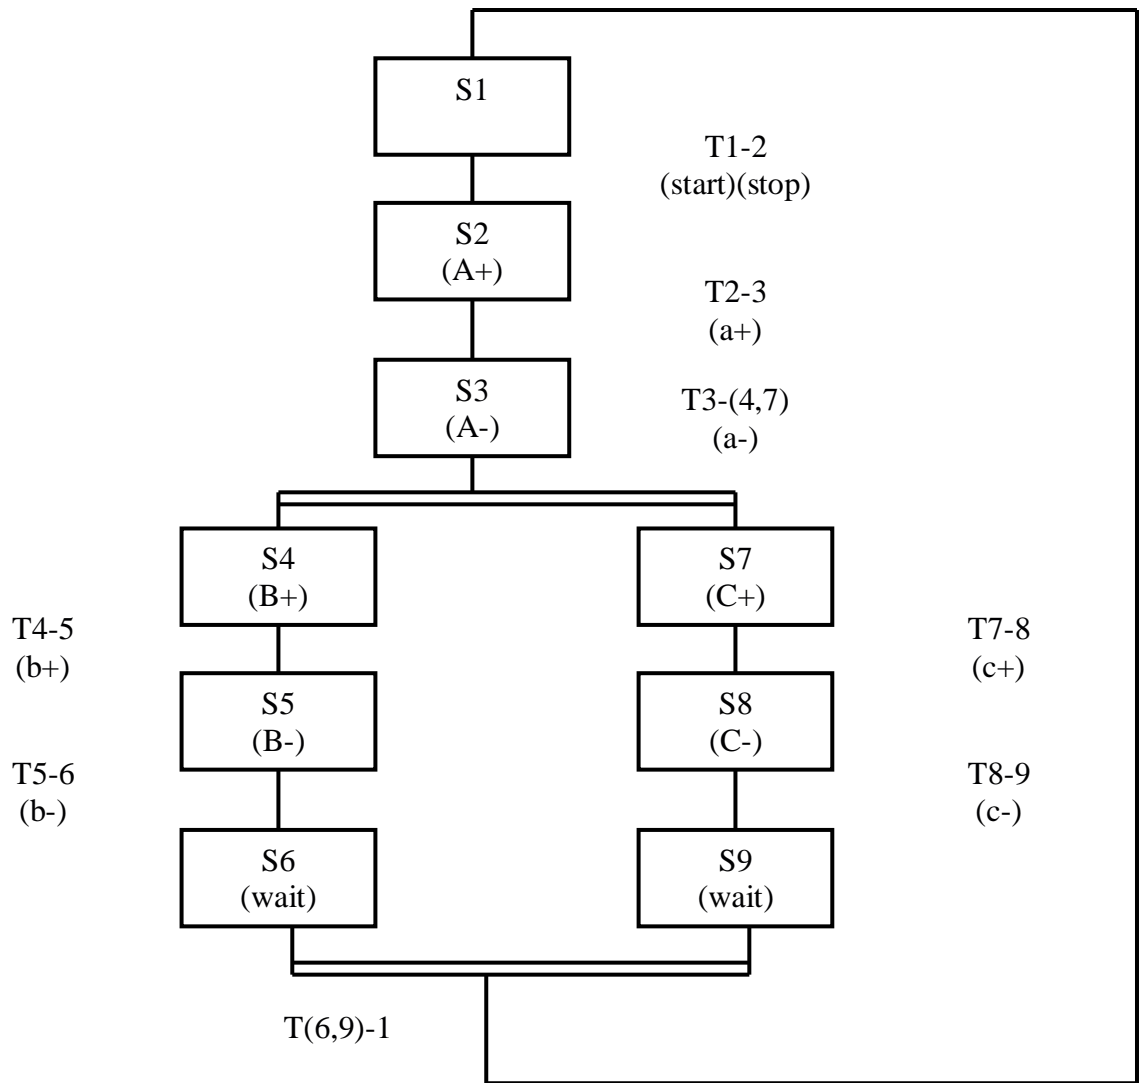 S1
T1-2
(start)(stop)
S2
(A+)
T2-3
(a+)
S3
(A-)
T3-(4,7)
(a-)
S4
(B+)
S7
(C+)
T4-5
(b+)
T7-8
(c+)
S5
(B-)
S8
(C-)
T5-6
(b-)
T8-9
(c-)
S6
(wait)
S9
(wait)
T(6,9)-1